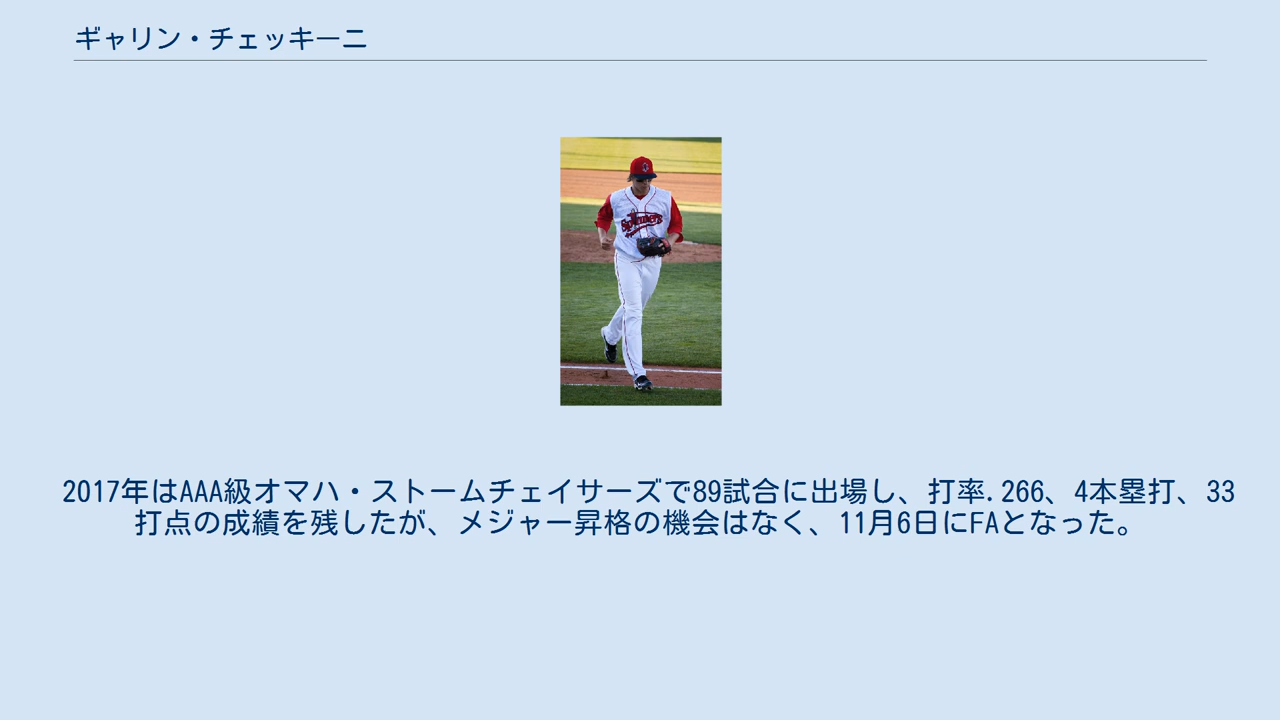 ギャリン・チェッキーニ
Spinners
2017年はAAA級オマハ・ストームチェイサーズで89試合に出場し、打率.266、4本塁打、33
打点の成績を残したが、メジャー昇格の機会はなく、11月6日にFAとなった。